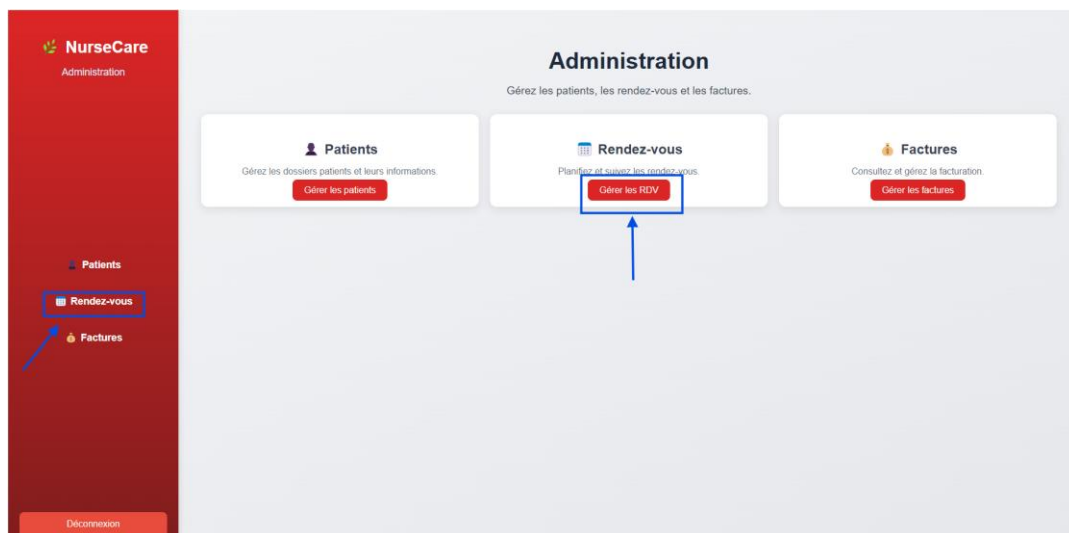 NurseCare
Administration
Patients
Rendez-vous
Factures
Déconnexion
Administration
Gérez les patients, les rendez-vous et les factures.
Patients
Gérez les dossiers patients et leurs informations.
Gérer les patients
Rendez-vous
Planifiez et suivez les rendez-vous.
Gérer les RDV
Factures
Consultez et gérez la facturation.
Gérer les factures